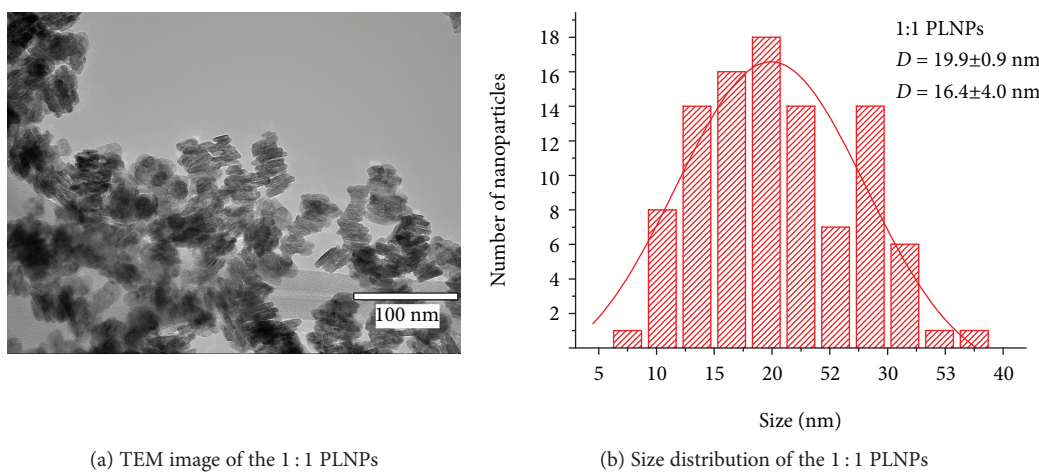 100 nm
18
16
14
12
10
8
6
4
2
Number of nanoparticles
1:1 PLNPs
D = 19.9±0.9 nm
D = 16.4±4.0 nm
5 10 15 20 52 30 53 40
Size (nm)
(a) TEM image of the 1 : 1 PLNPs
(b) Size distribution of the 1 : 1 PLNPs